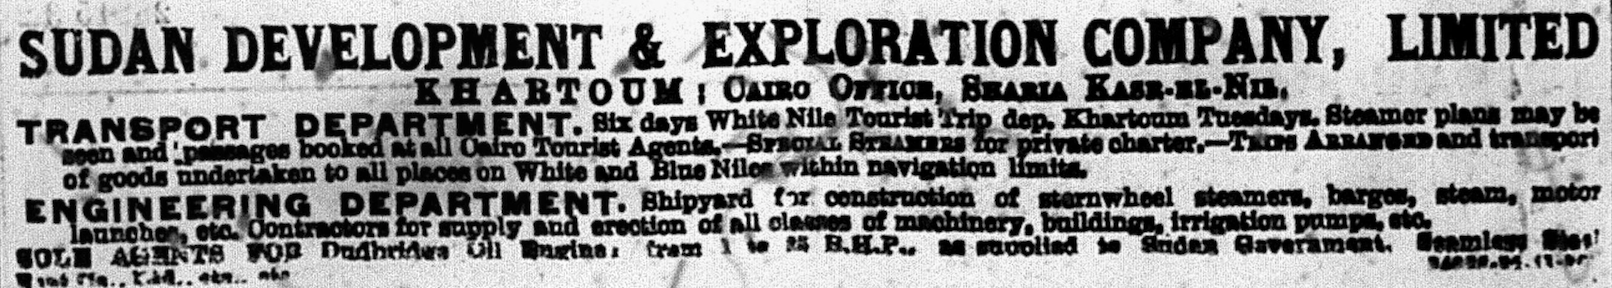 SUDAN DEVELOPMENT & EXPLORATION COMPANY, LIMITED
KHARTOUM: CAIRO OFFICE, SHARIA KASR-EL-NIL.
TRANSPORT DEPARTMENT. Six days White Nile Tourist Trip dep. Khartoum Tuesdays. Steamer plans may be
seen and passages booked at all Cairo Tourist Agents.—SPECIAL STEAMERS for private charter.—TRIPS ARRANGED and transport
of goods undertaken to all places on White and Blue Niles within navigation limits.
ENGINEERING DEPARTMENT. Shipyard for construction of sternwheel steamers, barges, steam, motor
launches, etc. Contractors for supply and erection of all classes of machinery, buildings, irrigation pumps, etc.
SOLE AGENTS FOR Dudbridge Oil Engines from 1 to 25 B.H.P., as supplied to Sudan Government. Seamless Steel